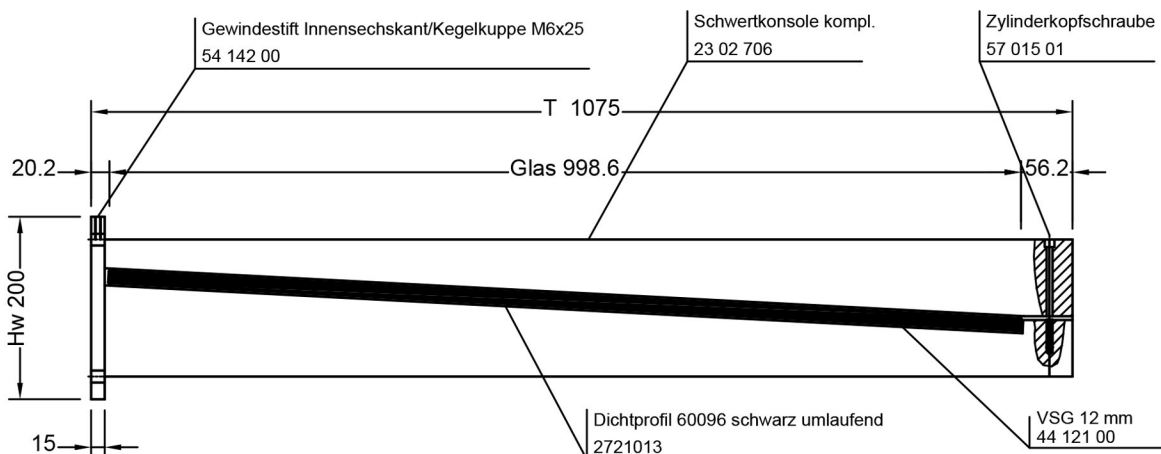 Gewindestift Innensechskant/Kegelkuppe M6x25
54 142 00
Schwertkonsole kompl.
23 02 706
Zylinderkopfschraube
57 015 01
T 1075
20.2
Glas 998.6
56.2
Hw 200
15
Dichtprofil 60096 schwarz umlaufend
2721013
VSG 12 mm
44 121 00